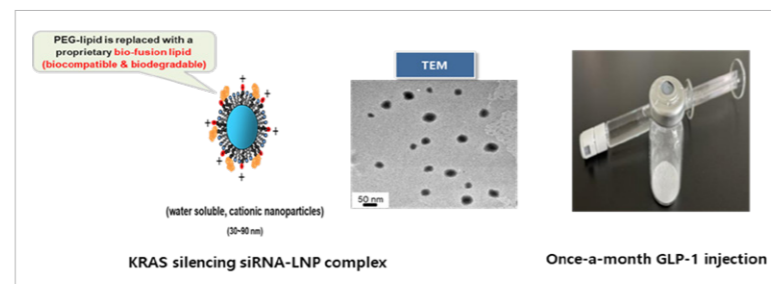 PEG-lipid is replaced with a
proprietary bio-fusion lipid
(biocompatible & biodegradable)
TEM
+
+
+
+
+
+
+
+
50 nm
(water soluble, cationic nanoparticles)
(30~90 nm)
KRAS silencing siRNA-LNP complex
Once-a-month GLP-1 injection